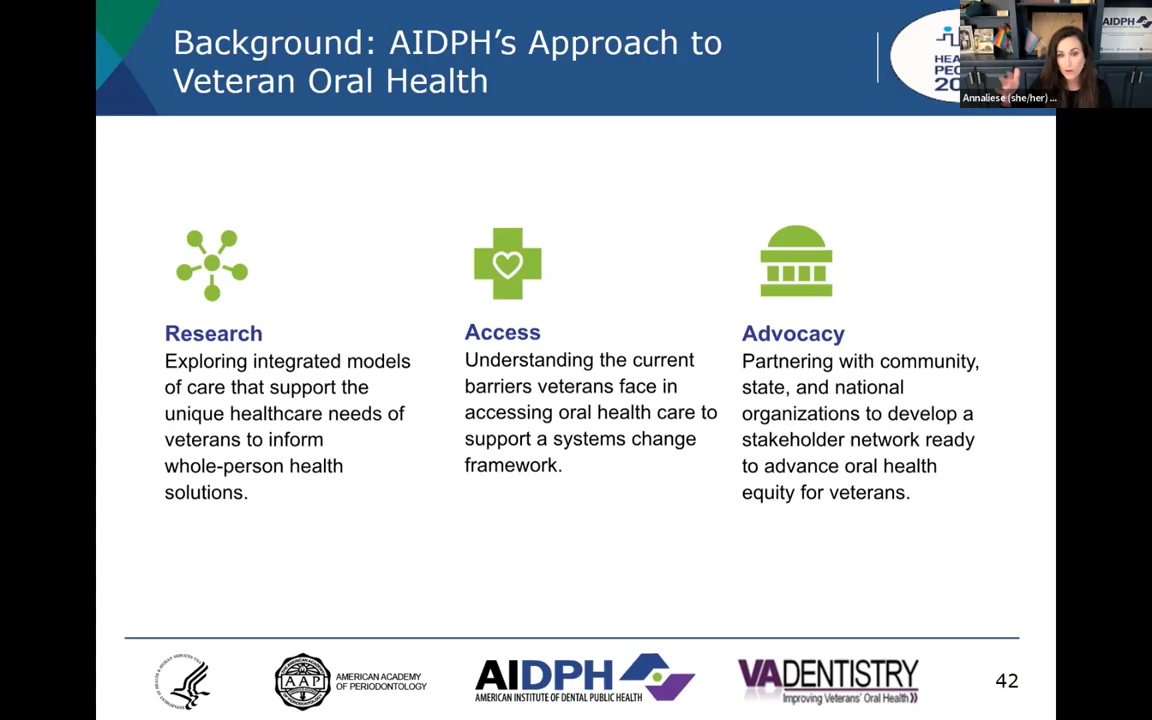 Background: AIDPH's Approach to
Veteran Oral Health
AIDPH
Annaliese (she/her) ...
Research
Exploring integrated models
of care that support the
unique healthcare needs of
veterans to inform
whole-person health
solutions.
Access
Understanding the current
barriers veterans face in
accessing oral health care to
support a systems change
framework.
Advocacy
Partnering with community,
state, and national
organizations to develop a
stakeholder network ready
to advance oral health
equity for veterans.
AAP
AMERICAN ACADEMY
OF PERIODONTOLOGY
AIDPH
AMERICAN INSTITUTE OF DENTAL PUBLIC HEALTH
VADENTISTRY
Improving Veterans' Oral Health
42